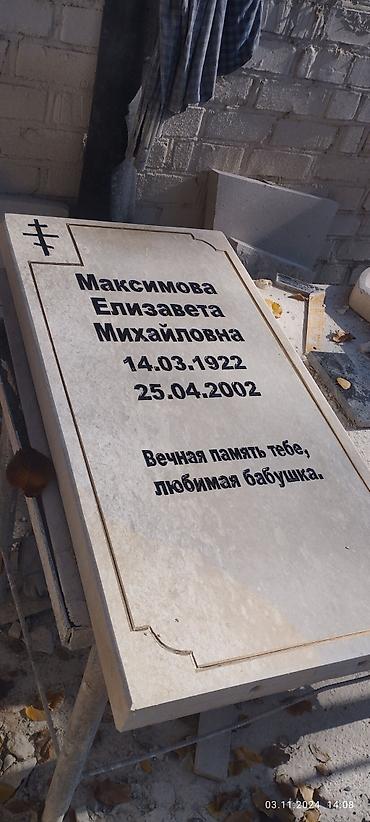 Максимова
Елизавета
Михайловна
14.03.1922
25.04.2002
Вечная память тебе,
любимая бабушка.
03.11.2024 14:08